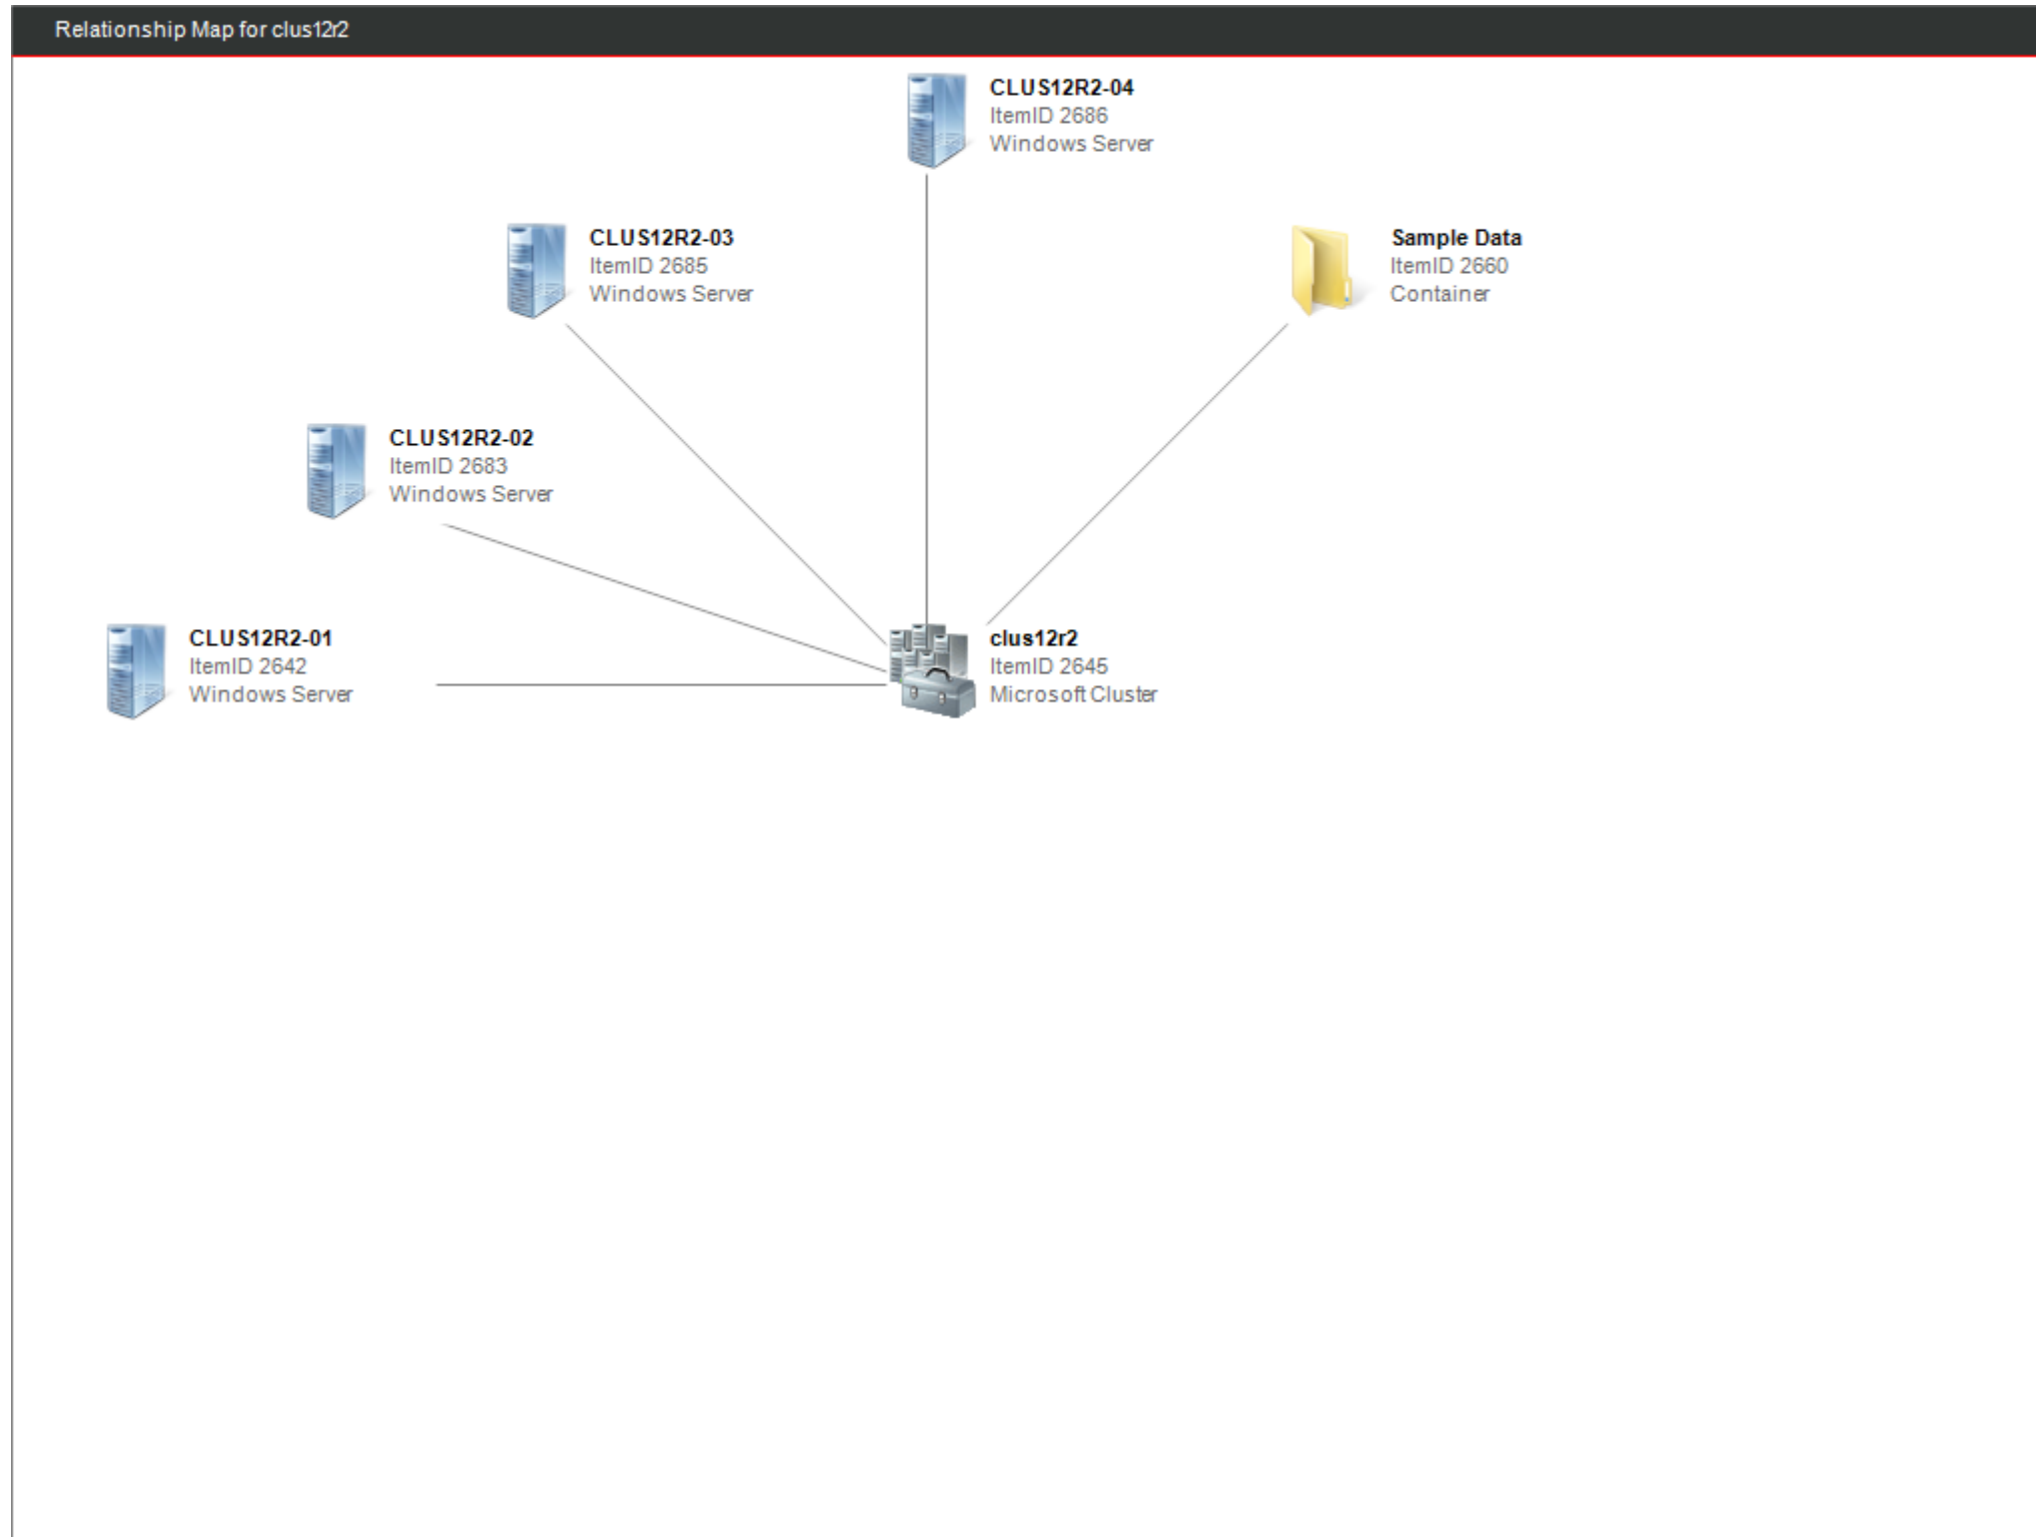 Relationship Map for clus12r2
CLUS12R2-04
ItemID 2686
Windows Server
CLUS12R2-03
ItemID 2685
Windows Server
Sample Data
ItemID 2660
Container
CLUS12R2-02
ItemID 2683
Windows Server
CLUS12R2-01
ItemID 2642
Windows Server
clus12r2
ItemID 2645
Microsoft Cluster